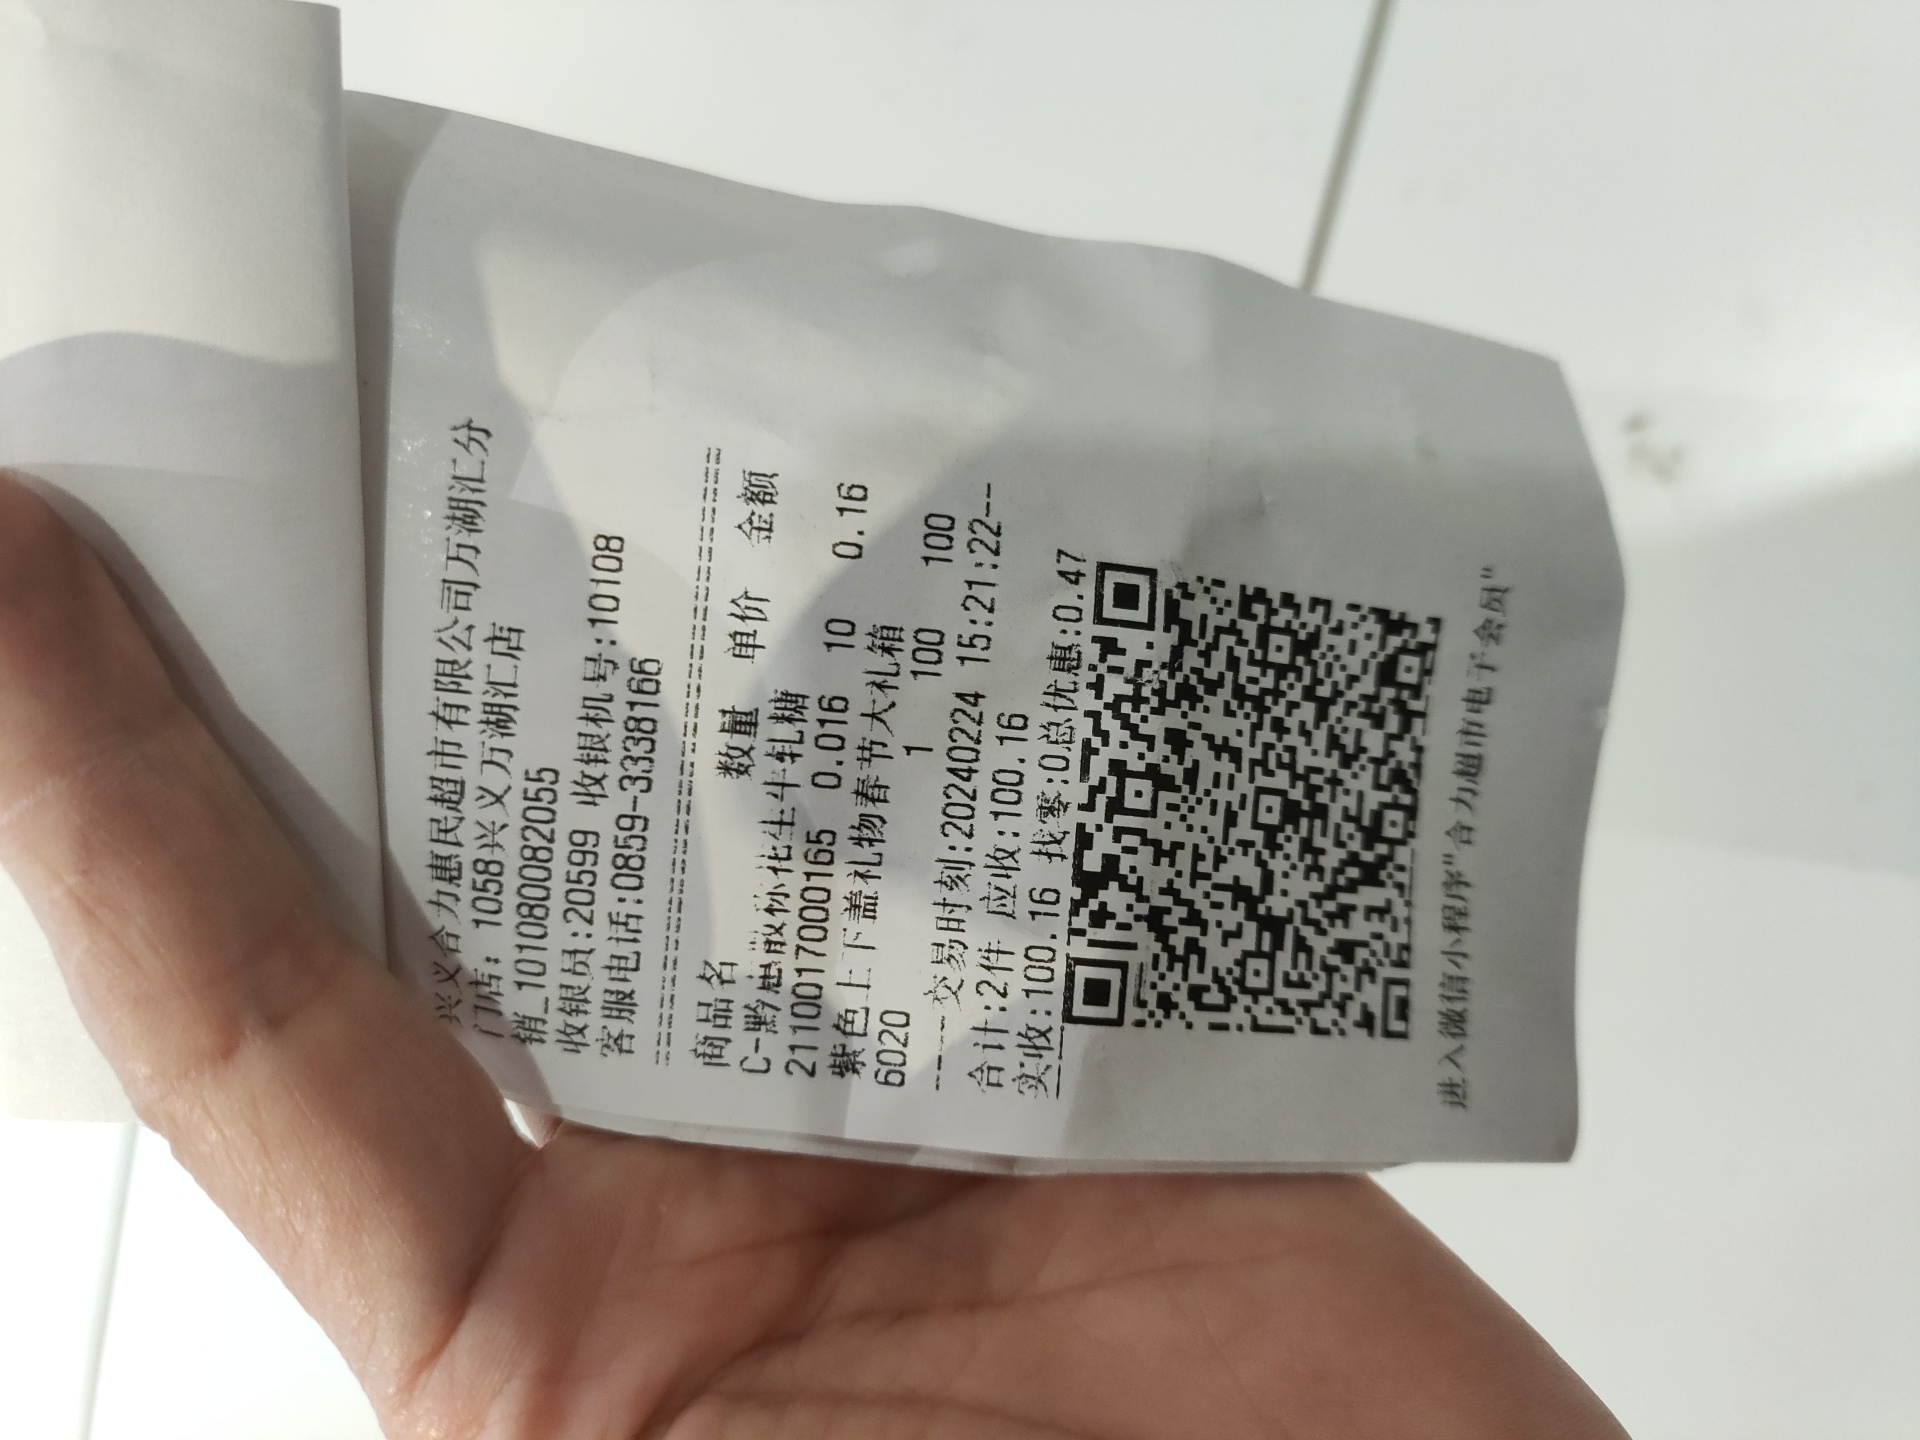 兴义合力惠民超市有限公司万湖汇分
门店: 1058兴义万湖汇店
销_1010800082055
收银员:20599 收银机号:10108
客服电话:0859-3338166
商品名 数量 单价 金额
C-黔惠散称花生牛轧糖
2110017000165 0.016 10 0.16
紫色上下盖礼物春节大礼箱
6020 1 100 100
----交易时刻:20240224 15:21:22--
合计:2件 应收:100.16
实收:100.16 找零:0总优惠:0.47
进入微信小程序"合力超市电子会员"